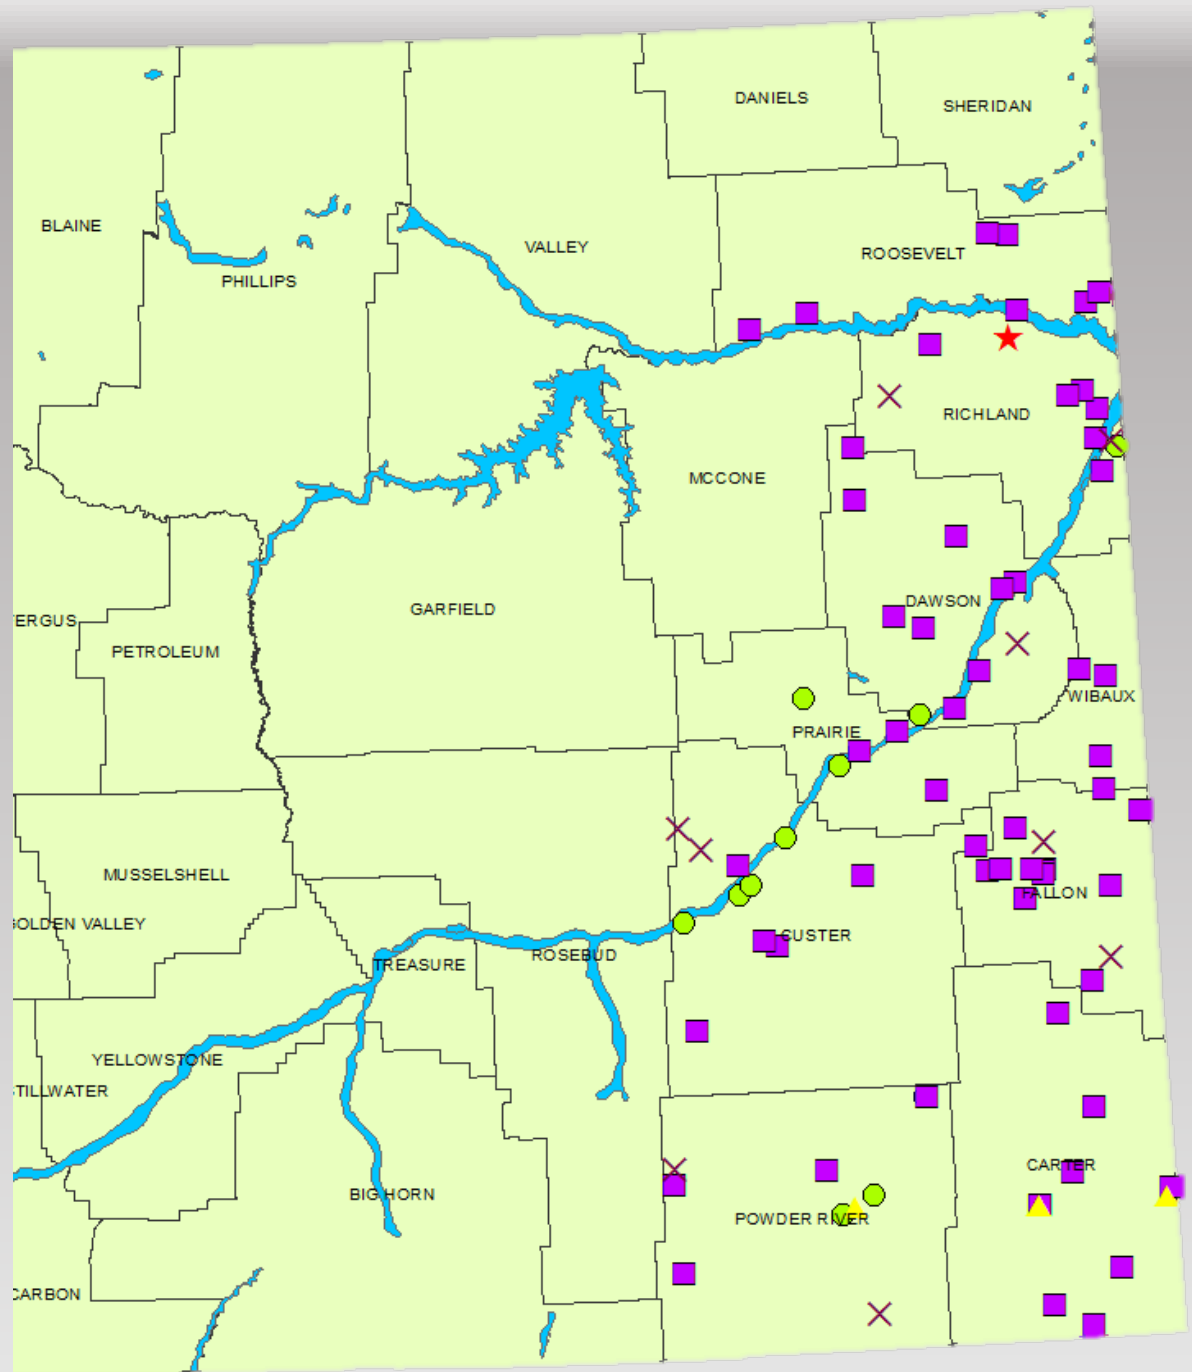 DANIELS
SHERIDAN
BLAINE
VALLEY
ROOSEVELT
PHILLIPS
RICHLAND
MCCONE
DAWSON
GARFIELD
ERGUS
PETROLEUM
WIBAUX
PRAIRIE
MUSSELSHELL
FALLON
OLDEN VALLEY
CUSTER
ROSEBUD
TREASURE
YELLOWSTONE
TILLWATER
CARTER
BIG HORN
POWDER RIVER
CARBON